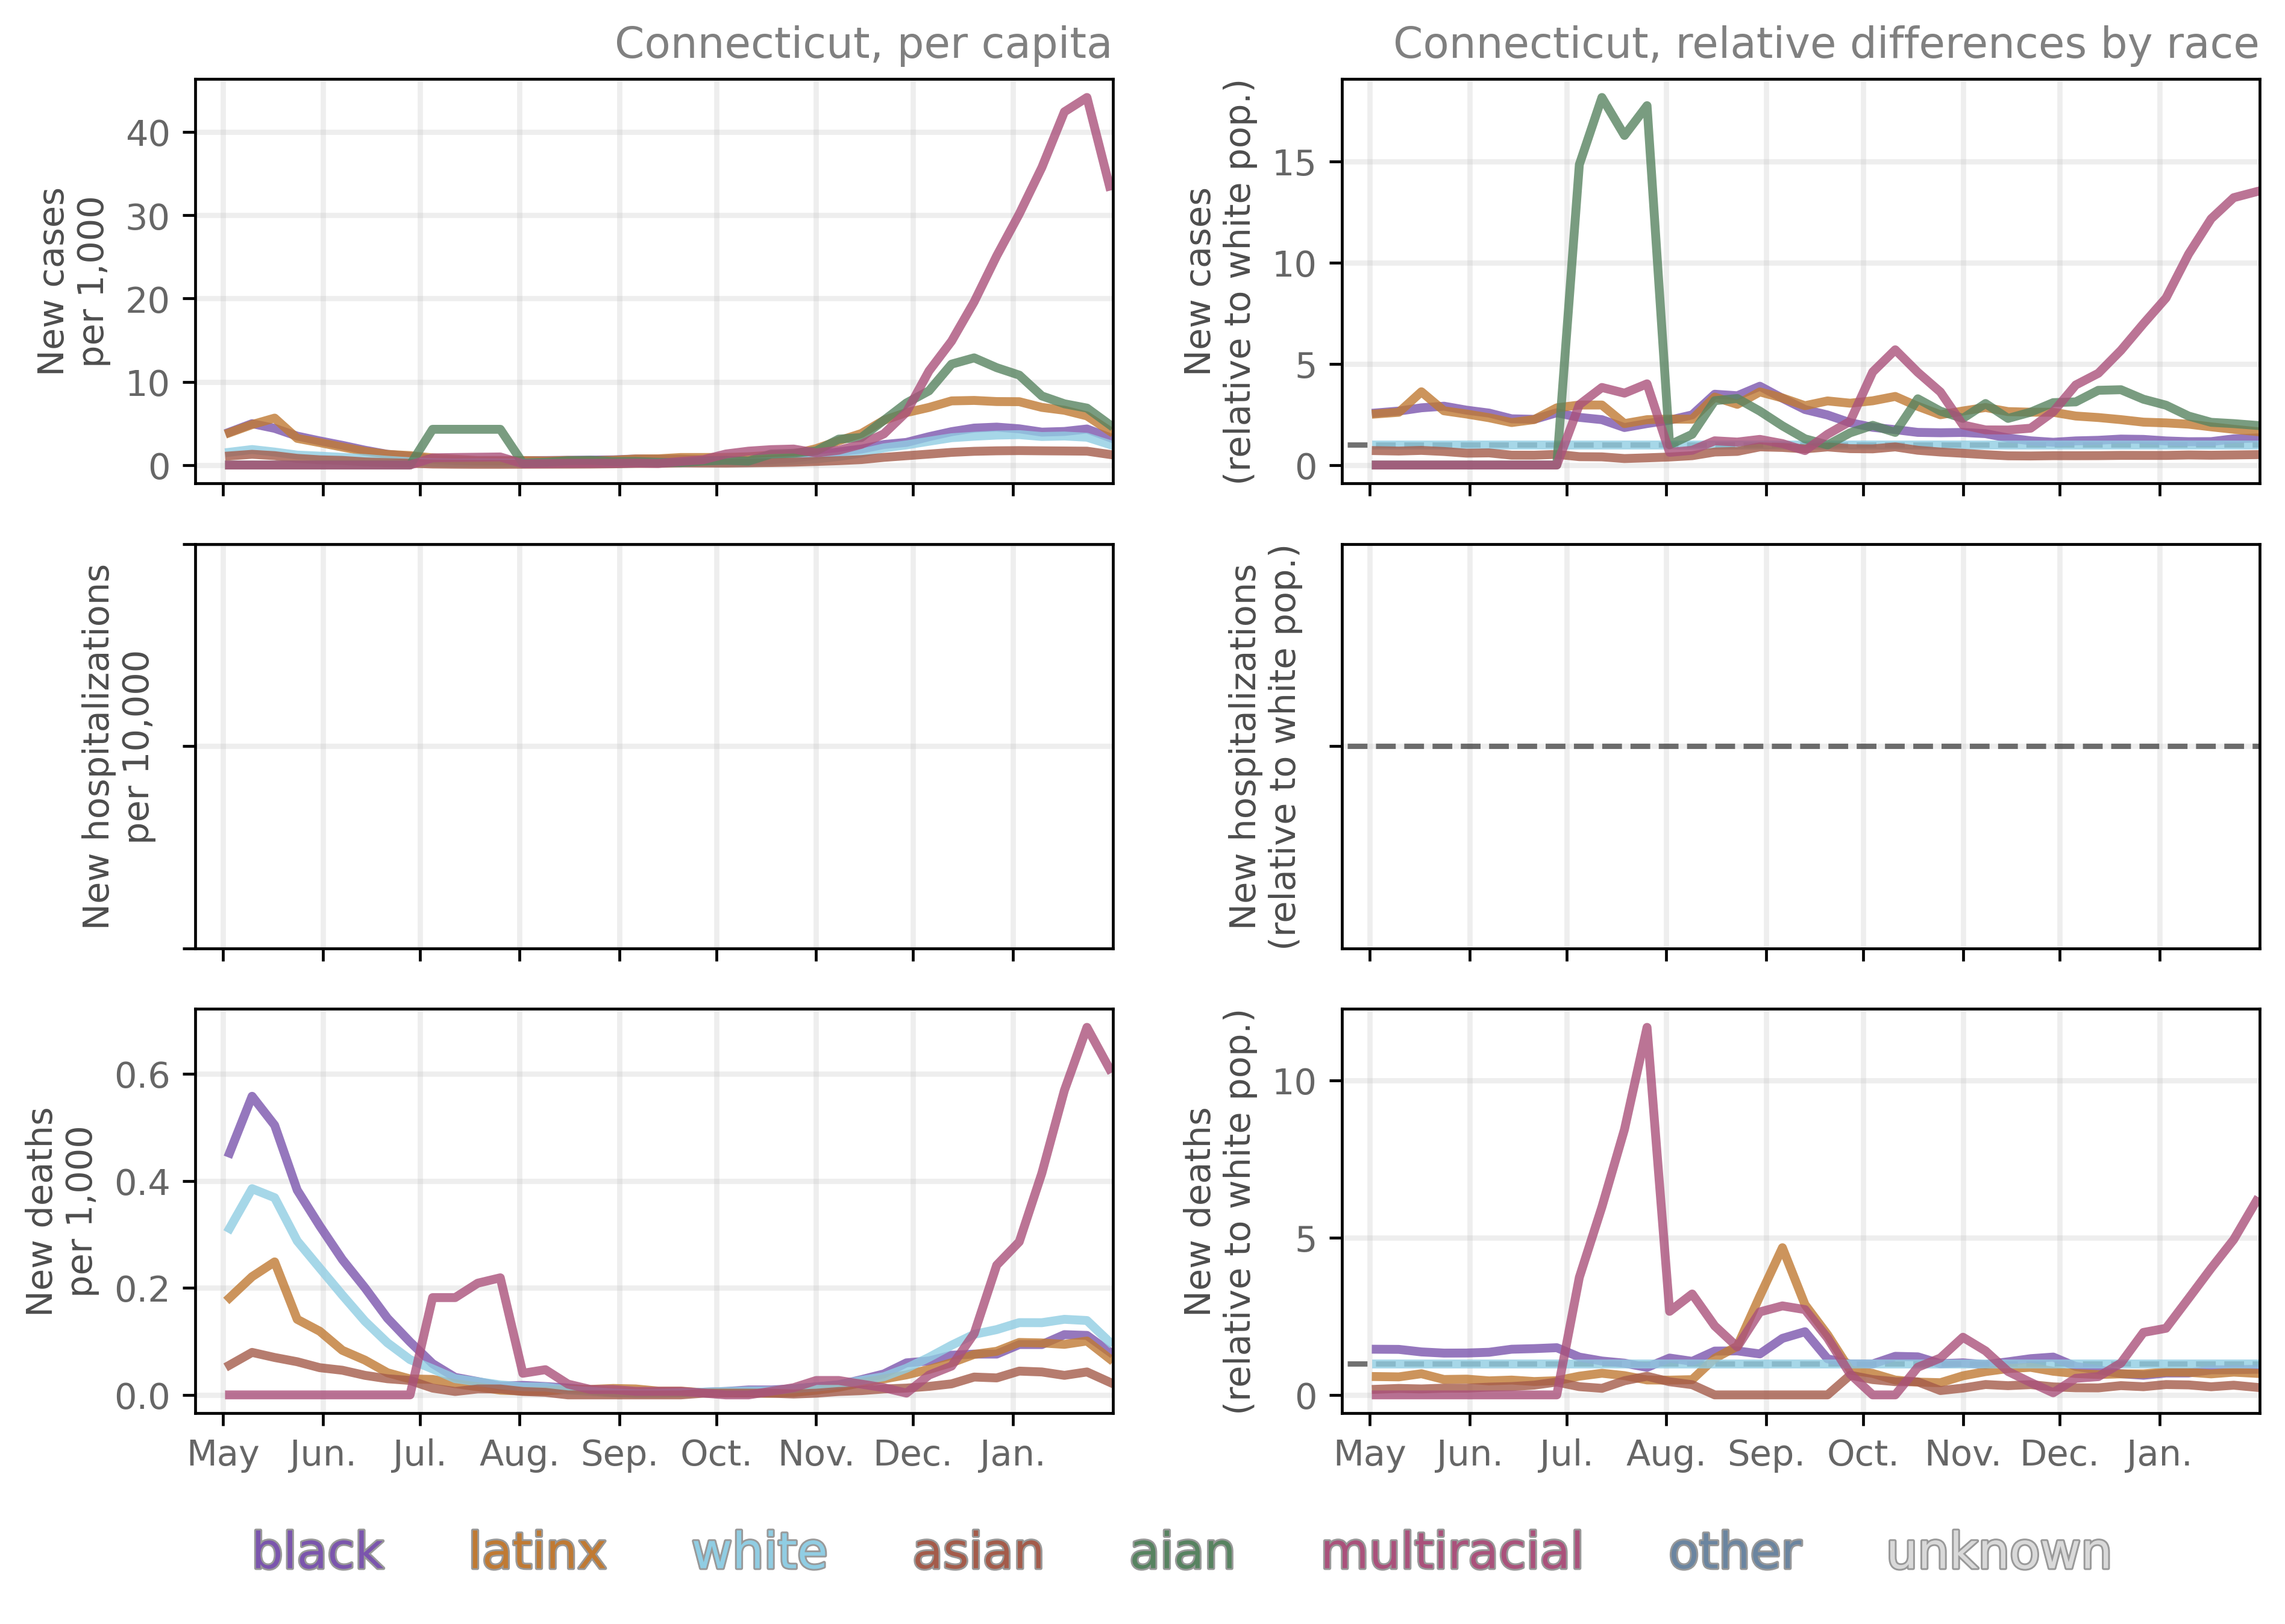 Connecticut, per capita
New cases
per 1,000
40
30
20
10
0
Connecticut, relative differences by race
New cases
(relative to white pop.)
15
10
5
0
New hospitalizations
per 10,000
New hospitalizations
(relative to white pop.)
New deaths
per 1,000
0.6
0.4
0.2
0.0
May Jun. Jul. Aug. Sep. Oct. Nov. Dec. Jan.
New deaths
(relative to white pop.)
10
5
0
May Jun. Jul. Aug. Sep. Oct. Nov. Dec. Jan.
black latinx white asian aian multiracial other unknown